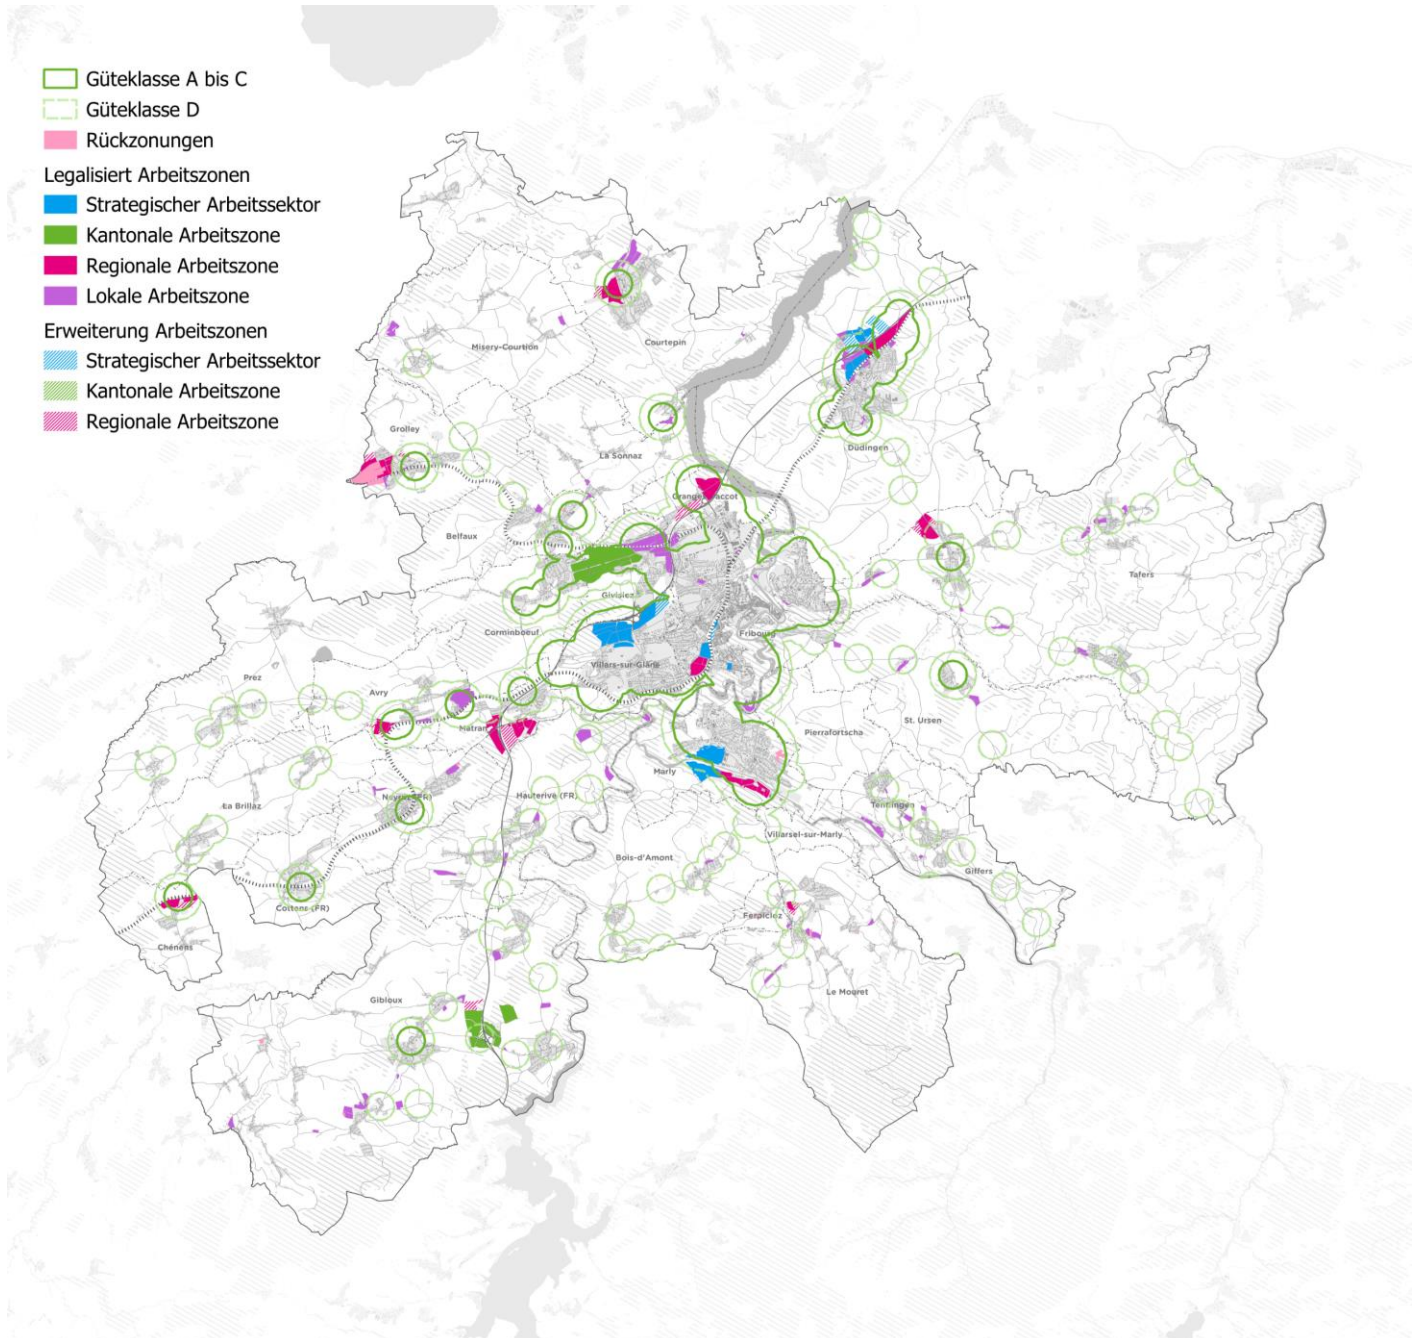 Güteklasse A bis C
Güteklasse D
Rückzonungen
Legalisiert Arbeitszonen
Strategischer Arbeitssektor
Kantonale Arbeitszone
Regionale Arbeitszone
Lokale Arbeitszone
Erweiterung Arbeitszonen
Strategischer Arbeitssektor
Kantonale Arbeitszone
Regionale Arbeitszone
Misery-Courtion
Courtepin
Grolley
La Sonnaz
Düdingen
Belfaux
Tafers
Givisiez
Corminboeuf
Fribourg
Villars-sur-Glâne
Prez
Avry
St. Ursen
Matran
Pierrafortscha
Marly
Hauterive (FR)
La Brillaz
Tentlingen
Villarsel-sur-Marly
Bois-d'Amont
Giffers
Cottens (FR)
Ferpicloz
Chénens
Le Mouret
Gibloux